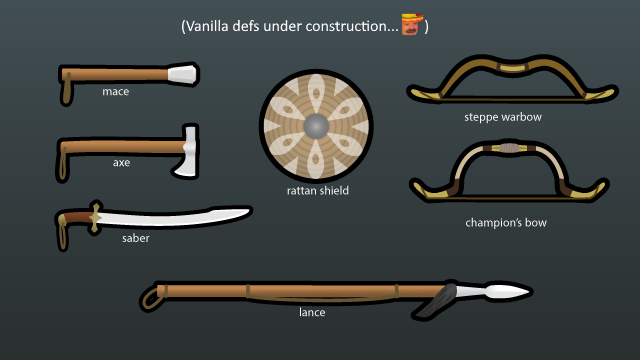 (Vanilla defs under construction... )
mace
steppe warbow
axe
rattan shield
champion's bow
saber
lance